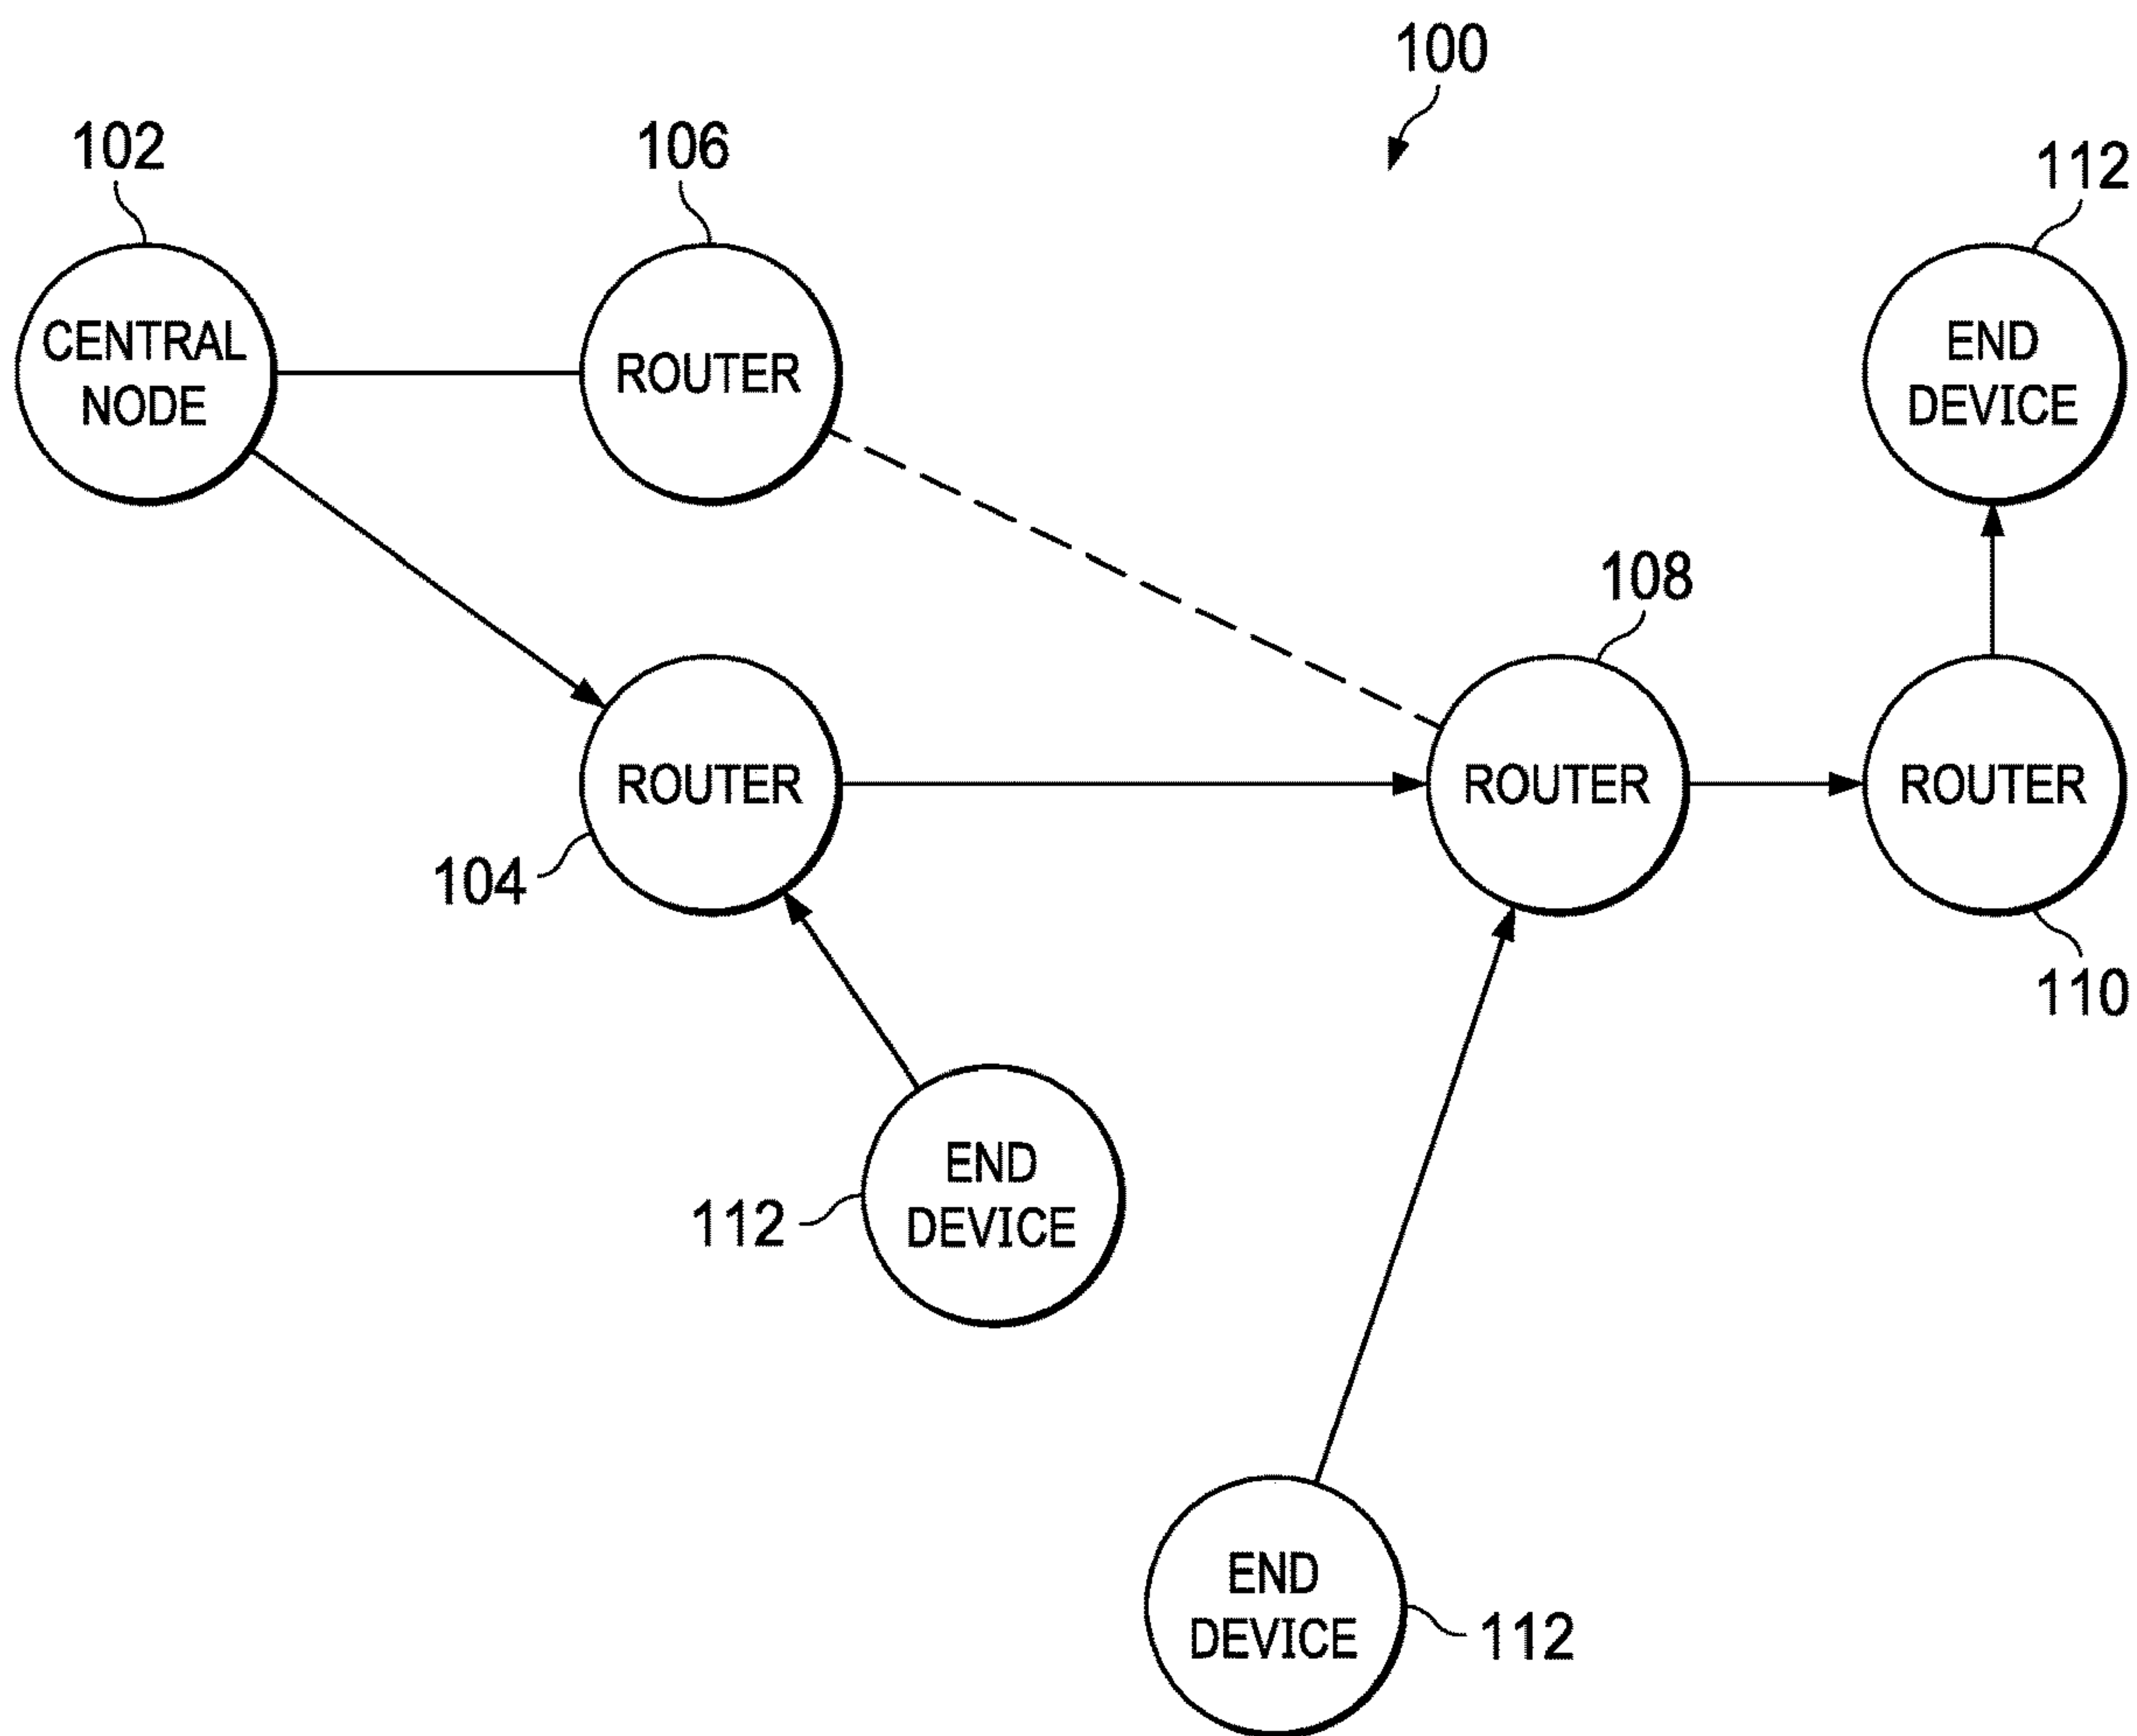 100
102
106
112
CENTRAL
NODE
ROUTER
END
DEVICE
108
ROUTER
ROUTER
ROUTER
104
110
END
DEVICE
112
END
DEVICE
112